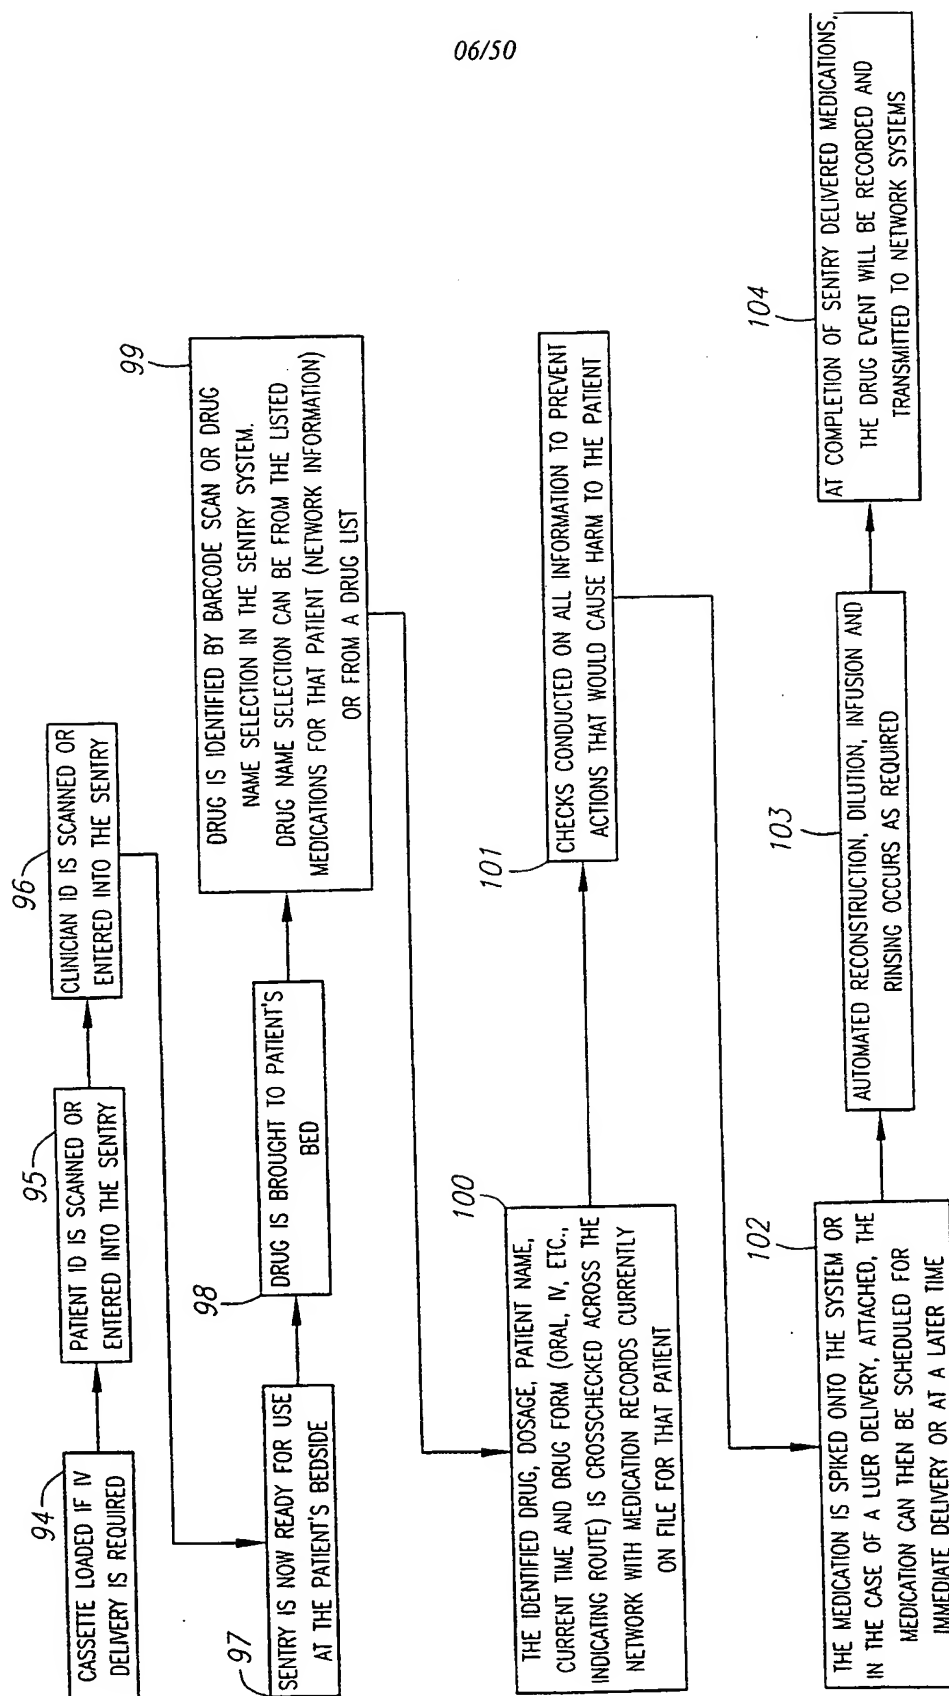 06/50
94
CASSETTE LOADED IF IV
DELIVERY IS REQUIRED
95
PATIENT ID IS SCANNED OR
ENTERED INTO THE SENTRY
96
CLINICIAN ID IS SCANNED OR
ENTERED INTO THE SENTRY
97
SENTRY IS NOW READY FOR USE
AT THE PATIENT'S BEDSIDE
98
DRUG IS BROUGHT TO PATIENT'S
BED
99
DRUG IS IDENTIFIED BY BARCODE SCAN OR DRUG
NAME SELECTION IN THE SENTRY SYSTEM.
DRUG NAME SELECTION CAN BE FROM THE LISTED
MEDICATIONS FOR THAT PATIENT (NETWORK INFORMATION)
OR FROM A DRUG LIST
100
THE IDENTIFIED DRUG, DOSAGE, PATIENT NAME,
CURRENT TIME AND DRUG FORM (ORAL, IV, ETC.,
INDICATING ROUTE) IS CROSSCHECKED ACROSS THE
NETWORK WITH MEDICATION RECORDS CURRENTLY
ON FILE FOR THAT PATIENT
101
CHECKS CONDUCTED ON ALL INFORMATION TO PREVENT
ACTIONS THAT WOULD CAUSE HARM TO THE PATIENT
102
THE MEDICATION IS SPIKED ONTO THE SYSTEM OR
IN THE CASE OF A LUER DELIVERY, ATTACHED, THE
MEDICATION CAN THEN BE SCHEDULED FOR
IMMEDIATE DELIVERY OR AT A LATER TIME
103
AUTOMATED RECONSTRUCTION, DILUTION, INFUSION AND
RINSING OCCURS AS REQUIRED
104
AT COMPLETION OF SENTRY DELIVERED MEDICATIONS,
THE DRUG EVENT WILL BE RECORDED AND
TRANSMITTED TO NETWORK SYSTEMS